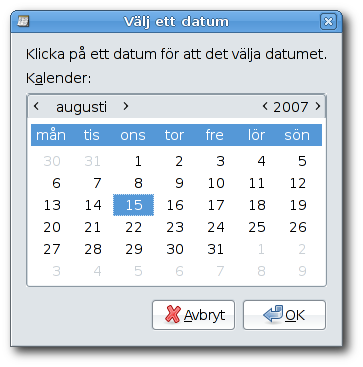 Välj ett datum
Klicka på ett datum för att det välja datumet.
Kalender:
< augusti > < 2007 >
mån tis ons tor fre lör sön
30 31 1 2 3 4 5
6 7 8 9 10 11 12
13 14 15 16 17 18 19
20 21 22 23 24 25 26
27 28 29 30 31 1 2
3 4 5 6 7 8 9
Avbryt OK